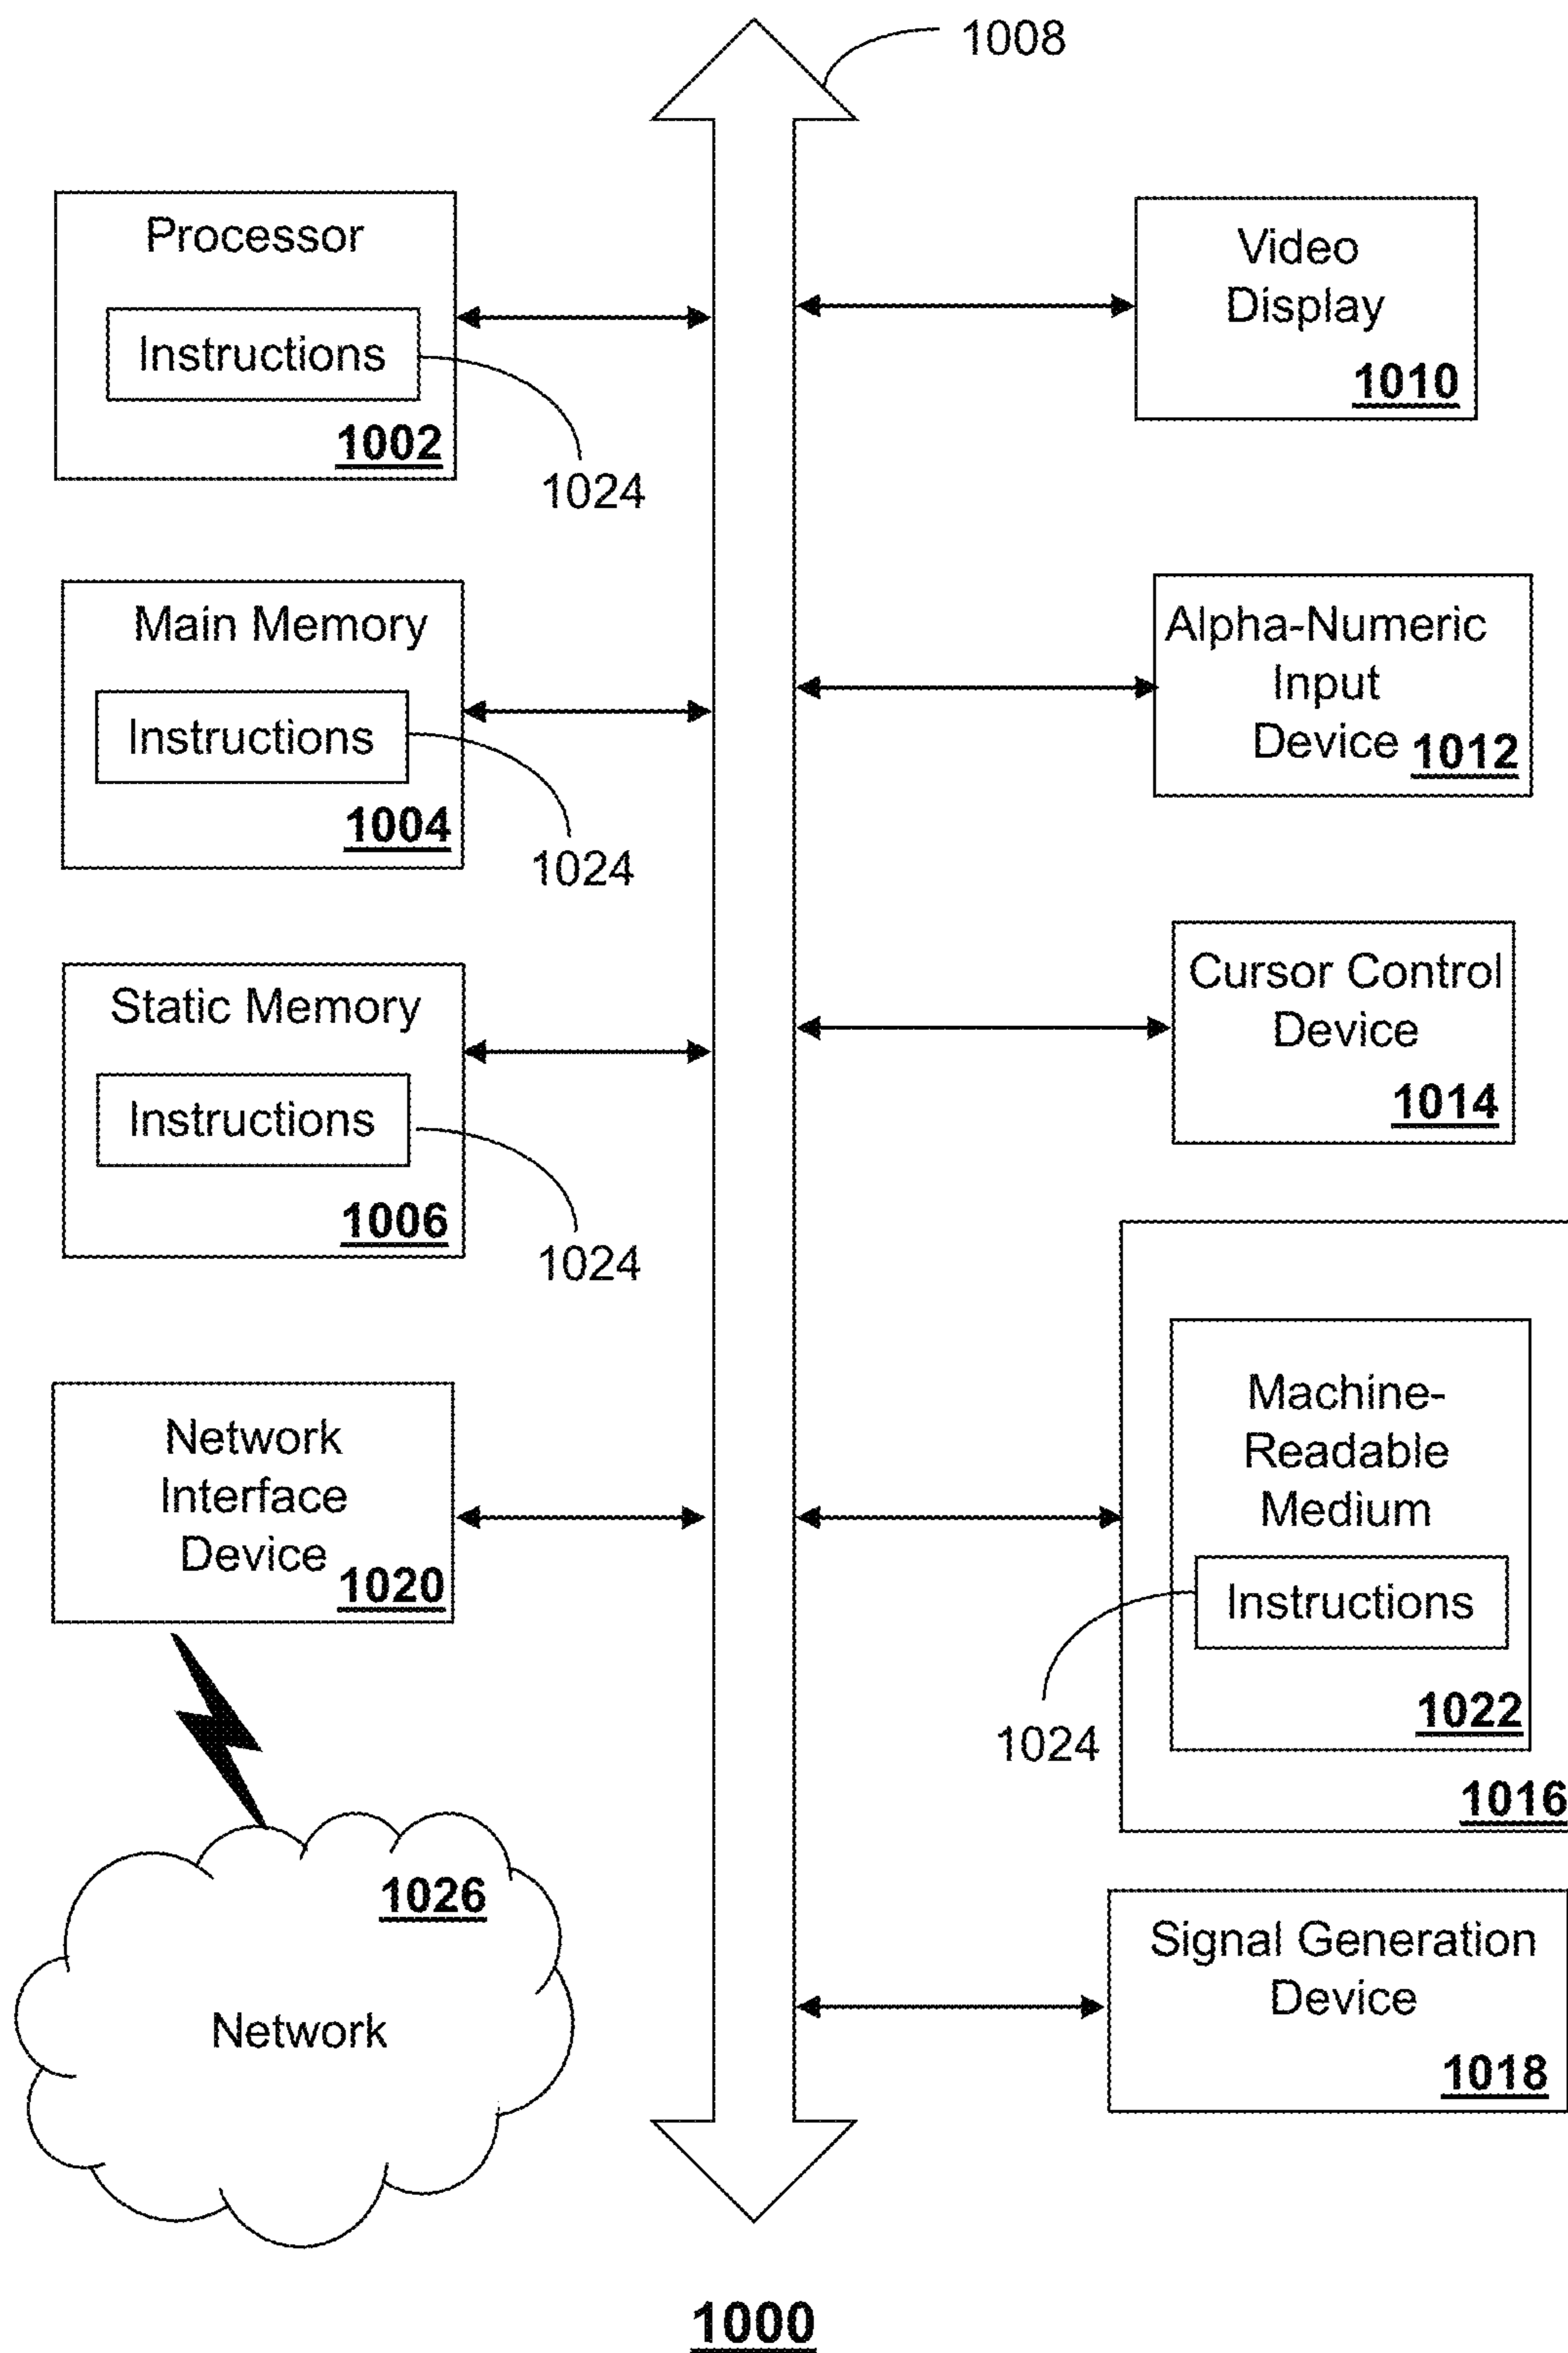 1008
Processor
Instructions
1002
1024
Main Memory
Instructions
1004
1024
Static Memory
Instructions
1006
1024
Network
Interface
Device
1020
1026
Network
Video
Display
1010
Alpha-Numeric
Input
Device 1012
Cursor Control
Device
1014
Machine-
Readable
Medium
Instructions
1022
1024
1016
Signal Generation
Device
1018
1000